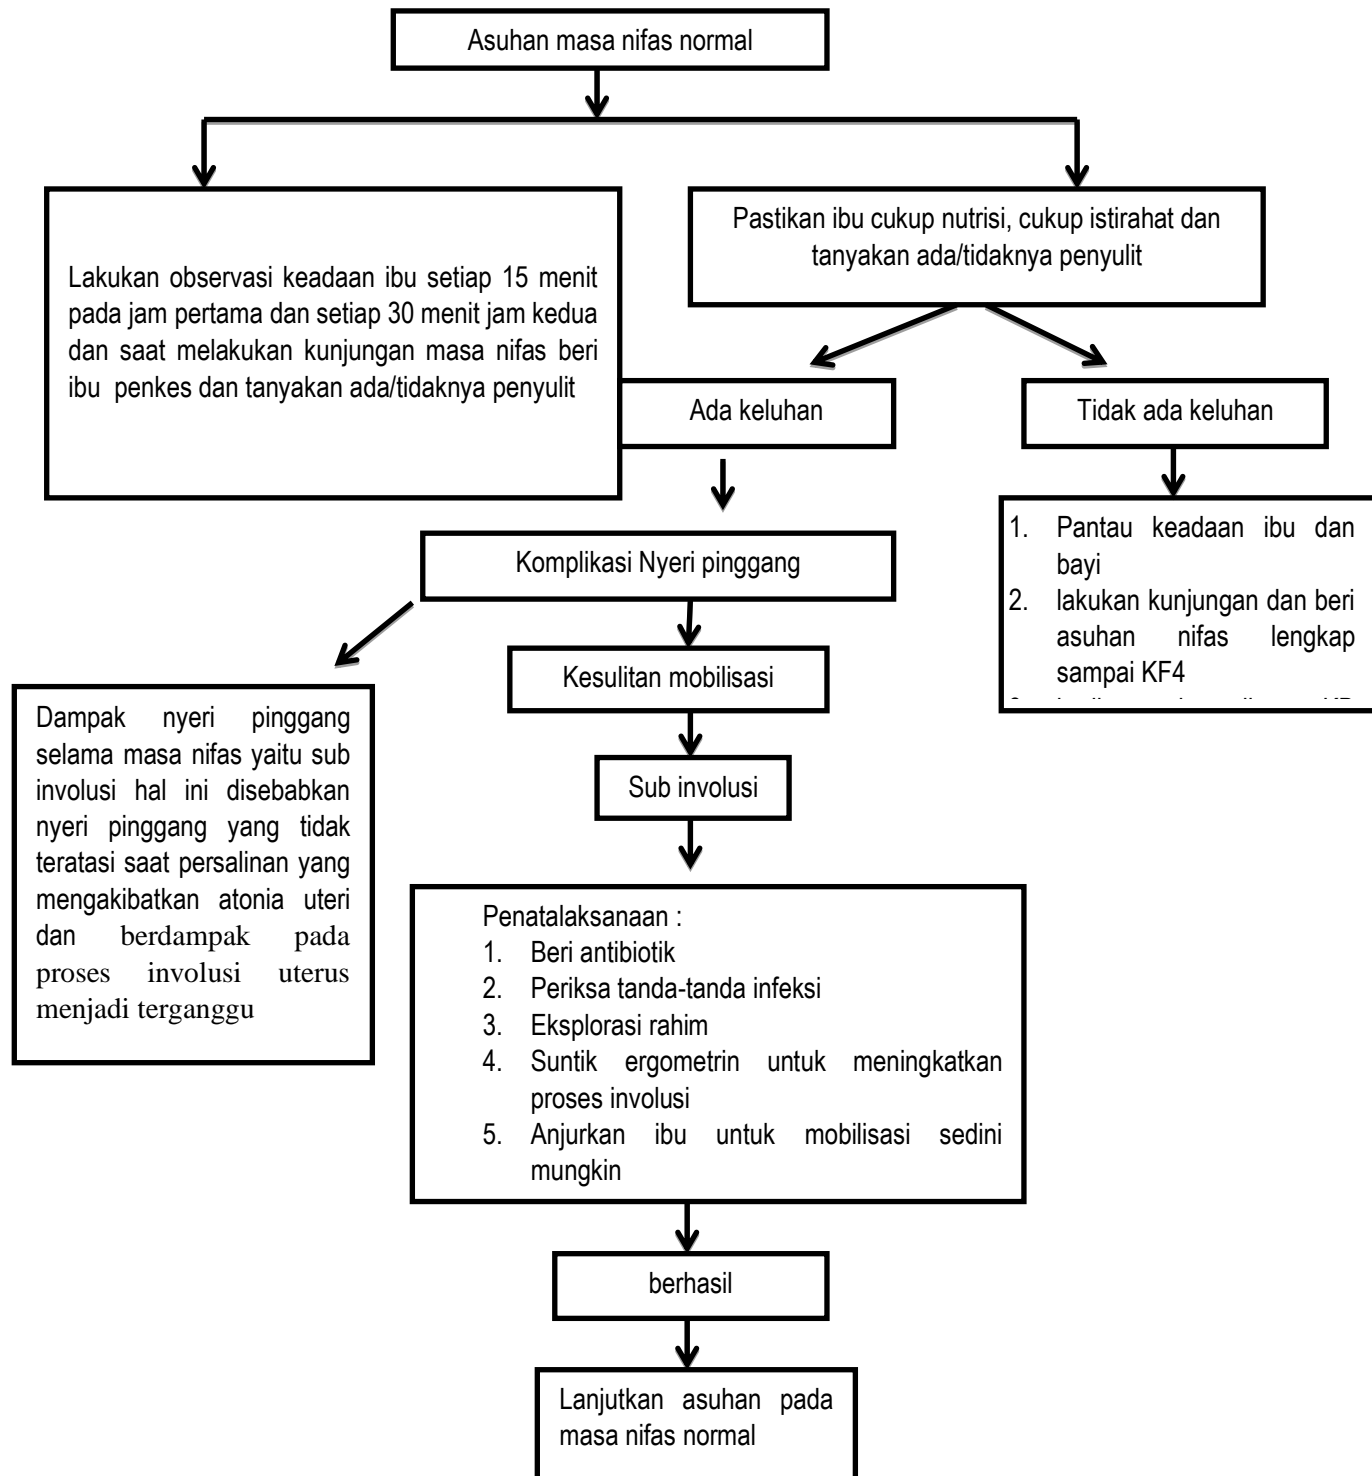 Asuhan masa nifas normal
Lakukan observasi keadaan ibu setiap 15 menit
pada jam pertama dan setiap 30 menit jam kedua
dan saat melakukan kunjungan masa nifas beri
ibu penkes dan tanyakan ada/tidaknya penyulit
Pastikan ibu cukup nutrisi, cukup istirahat dan
tanyakan ada/tidaknya penyulit
Ada keluhan
Tidak ada keluhan
1. Pantau keadaan ibu dan
bayi
2. lakukan kunjungan dan beri
asuhan nifas lengkap
sampai KF4
Komplikasi Nyeri pinggang
Kesulitan mobilisasi
Sub involusi
Dampak nyeri pinggang
selama masa nifas yaitu sub
involusi hal ini disebabkan
nyeri pinggang yang tidak
teratasi saat persalinan yang
mengakibatkan atonia uteri
dan berdampak pada
proses involusi uterus
menjadi terganggu
Penatalaksanaan :
1. Beri antibiotik
2. Periksa tanda-tanda infeksi
3. Eksplorasi rahim
4. Suntik ergometrin untuk meningkatkan
proses involusi
5. Anjurkan ibu untuk mobilisasi sedini
mungkin
berhasil
Lanjutkan asuhan pada
masa nifas normal